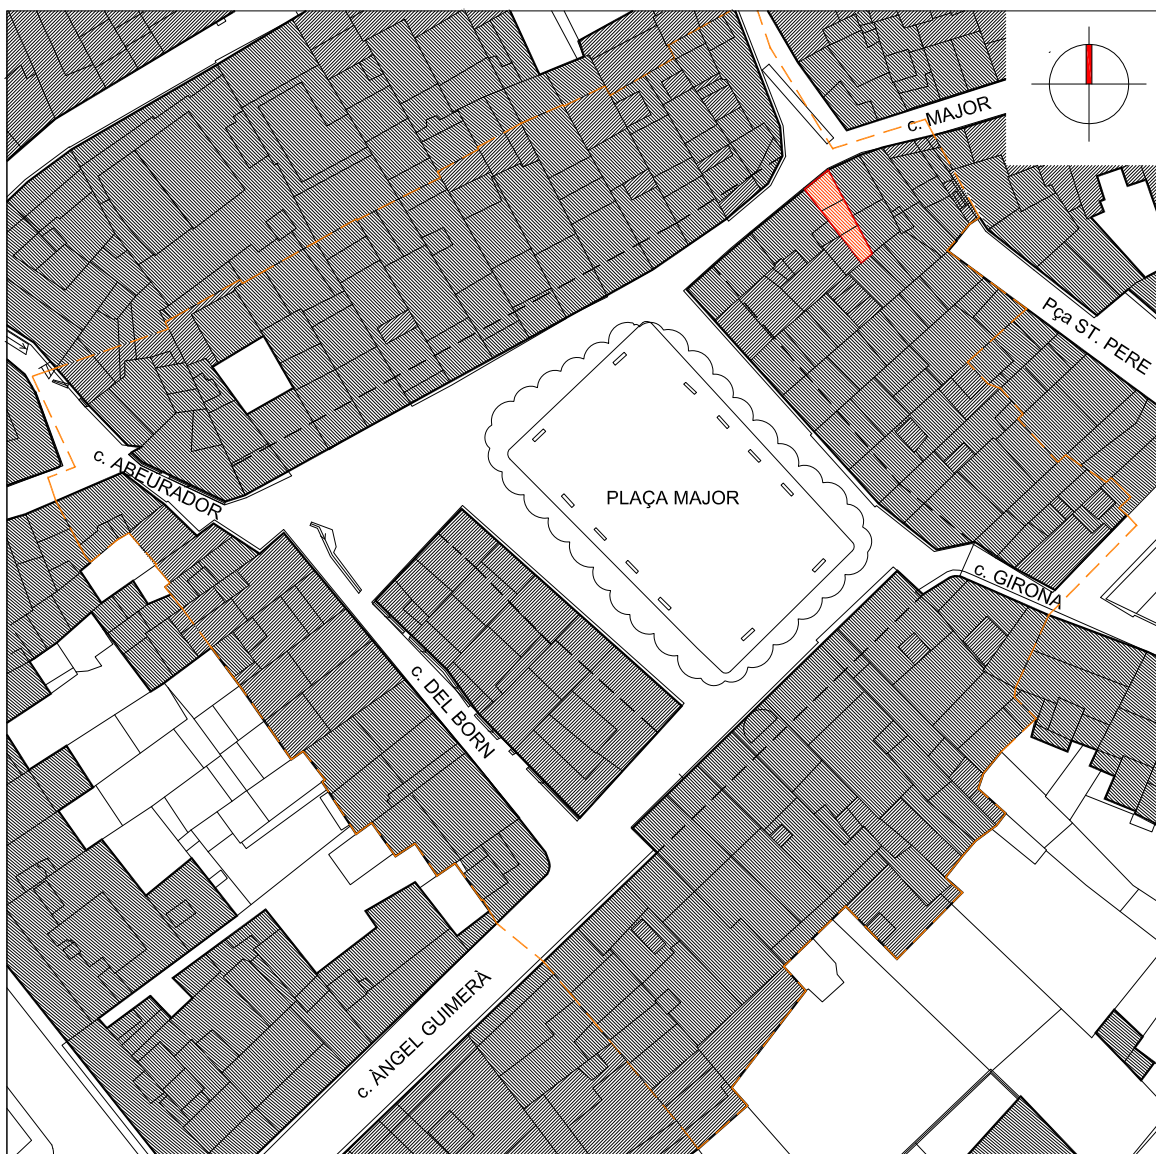 c. MAJOR
Pça ST. PERE
c. ABEURADOR
PLAÇA MAJOR
c. GIRONA
c. DEL BORN
c. ÀNGEL GUIMERÀ